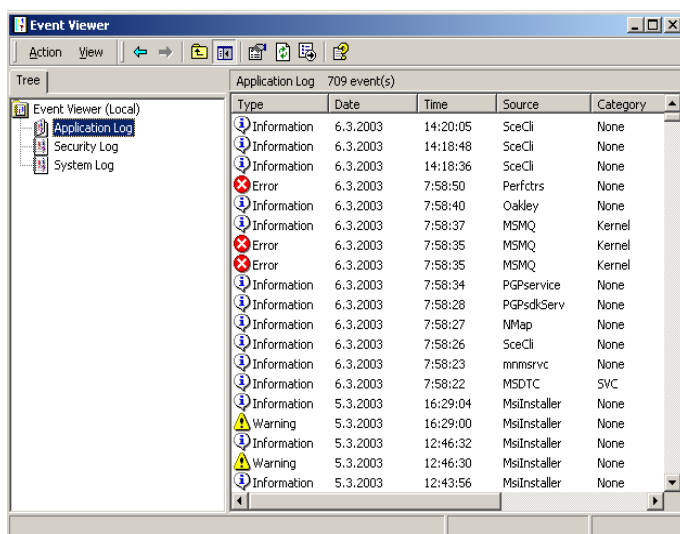 Event Viewer
Action View
Tree
Application Log 709 event(s)
Event Viewer (Local)
Application Log
Security Log
System Log
Type Date Time Source Category
Information 6.3.2003 14:20:05 SceCli None
Information 6.3.2003 14:18:48 SceCli None
Information 6.3.2003 14:18:36 SceCli None
Error 6.3.2003 7:58:50 Perfctrs None
Information 6.3.2003 7:58:40 Oakley None
Information 6.3.2003 7:58:37 MSMQ Kernel
Error 6.3.2003 7:58:35 MSMQ Kernel
Error 6.3.2003 7:58:35 MSMQ Kernel
Information 6.3.2003 7:58:34 PGPservice None
Information 6.3.2003 7:58:28 PGPsdkServ None
Information 6.3.2003 7:58:27 NMap None
Information 6.3.2003 7:58:26 SceCli None
Information 6.3.2003 7:58:23 mnmsrvc None
Information 6.3.2003 7:58:22 MSDTC SVC
Information 5.3.2003 16:29:04 MsiInstaller None
Warning 5.3.2003 16:29:00 MsiInstaller None
Information 5.3.2003 12:46:32 MsiInstaller None
Warning 5.3.2003 12:46:30 MsiInstaller None
Information 5.3.2003 12:43:56 MsiInstaller None